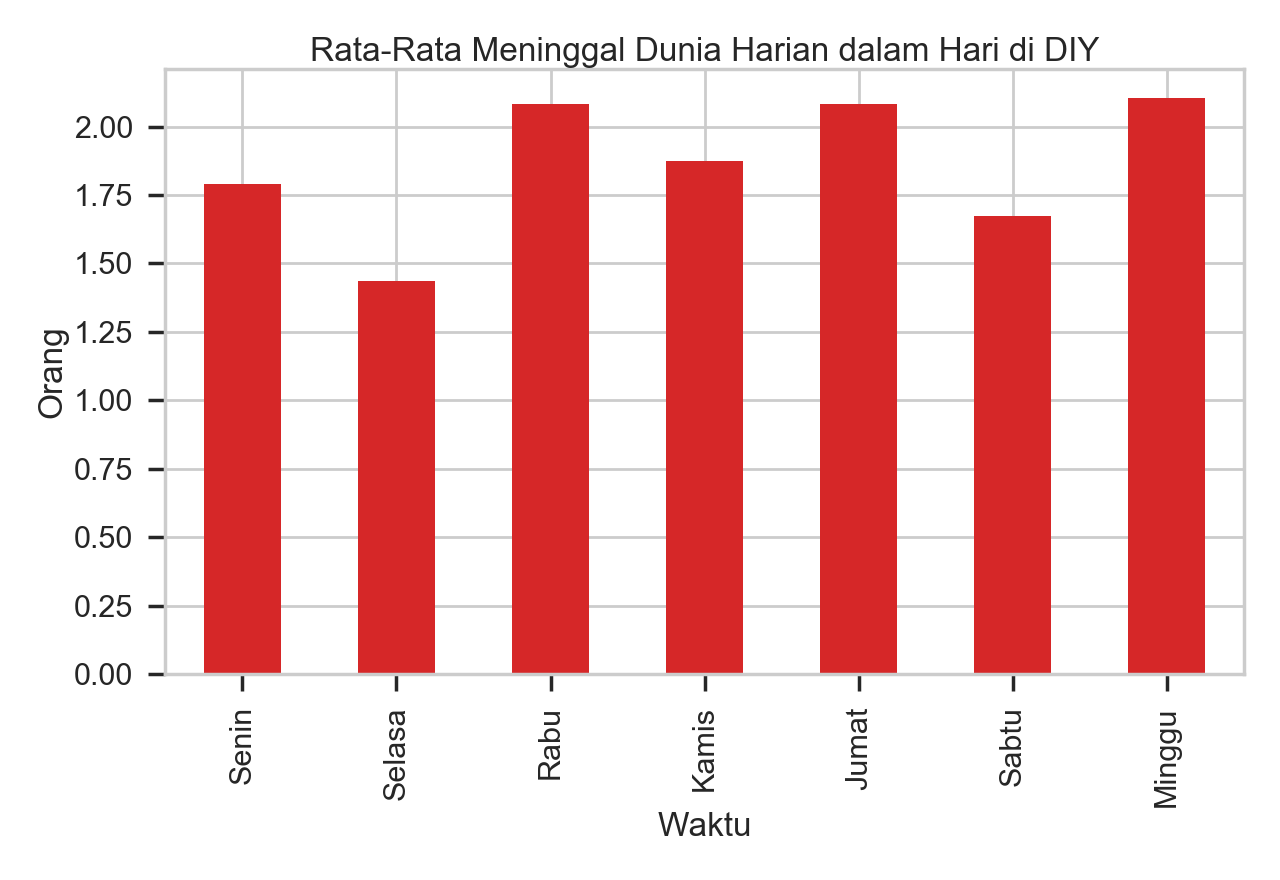 Rata-Rata Meninggal Dunia Harian dalam Hari di DIY
2.00
1.75
1.50
1.25
1.00
0.75
0.50
0.25
0.00
Orang
Senin
Selasa
Rabu
Kamis
Jumat
Sabtu
Minggu
Waktu